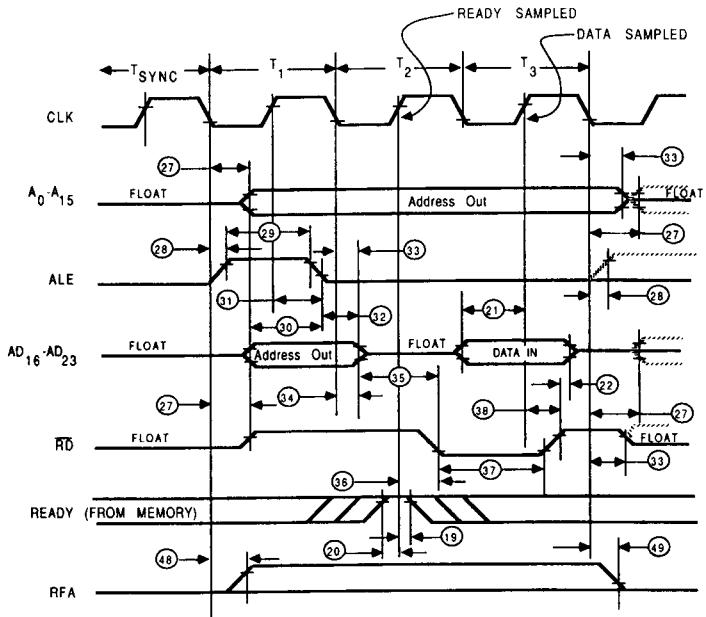 READY SAMPLED
DATA SAMPLED
T SYNC T1 T2 T3
CLK
27 33
A0-A15 FLOAT Address Out FLOAT
29 27
28 33
ALE
31 32 28
30 21
AD16-AD23 FLOAT Address Out FLOAT DATA IN
35 22
27 34 38 27
RD FLOAT FLOAT
33
36 37
READY (FROM MEMORY)
20 19
48 49
RFA